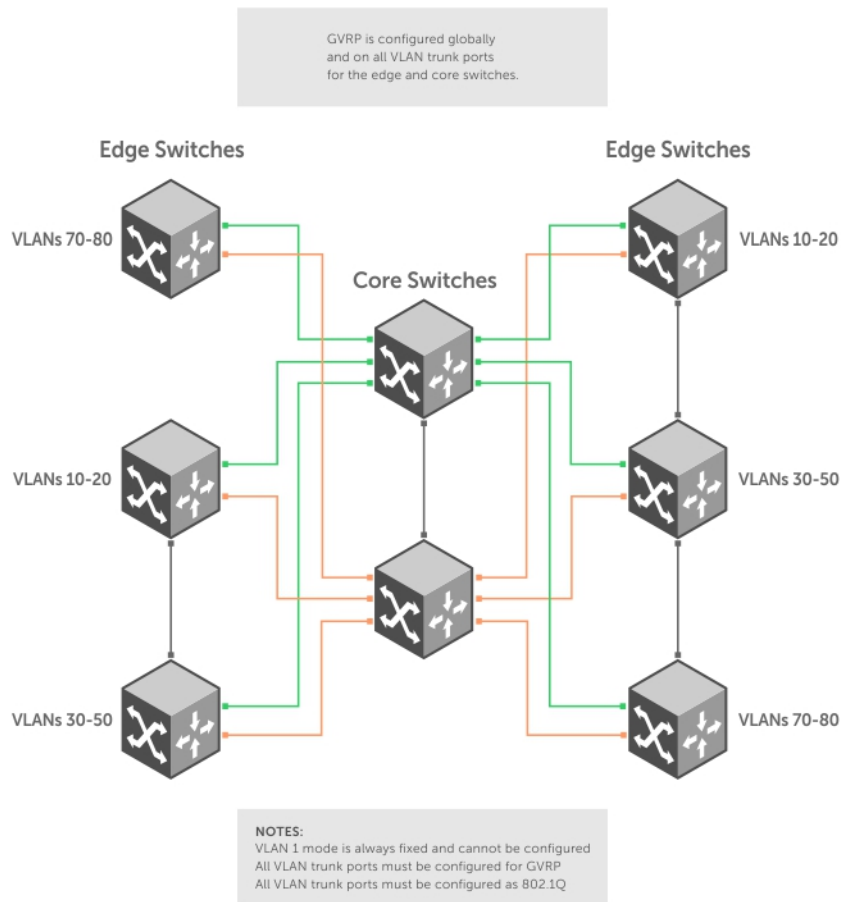 GVRP is configured globally
and on all VLAN trunk ports
for the edge and core switches.
Edge Switches
Edge Switches
VLANs 70-80
VLANs 10-20
Core Switches
VLANs 10-20
VLANs 30-50
VLANs 30-50
VLANs 70-80
NOTES:
VLAN 1 mode is always fixed and cannot be configured
All VLAN trunk ports must be configured for GVRP
All VLAN trunk ports must be configured as 802.1Q